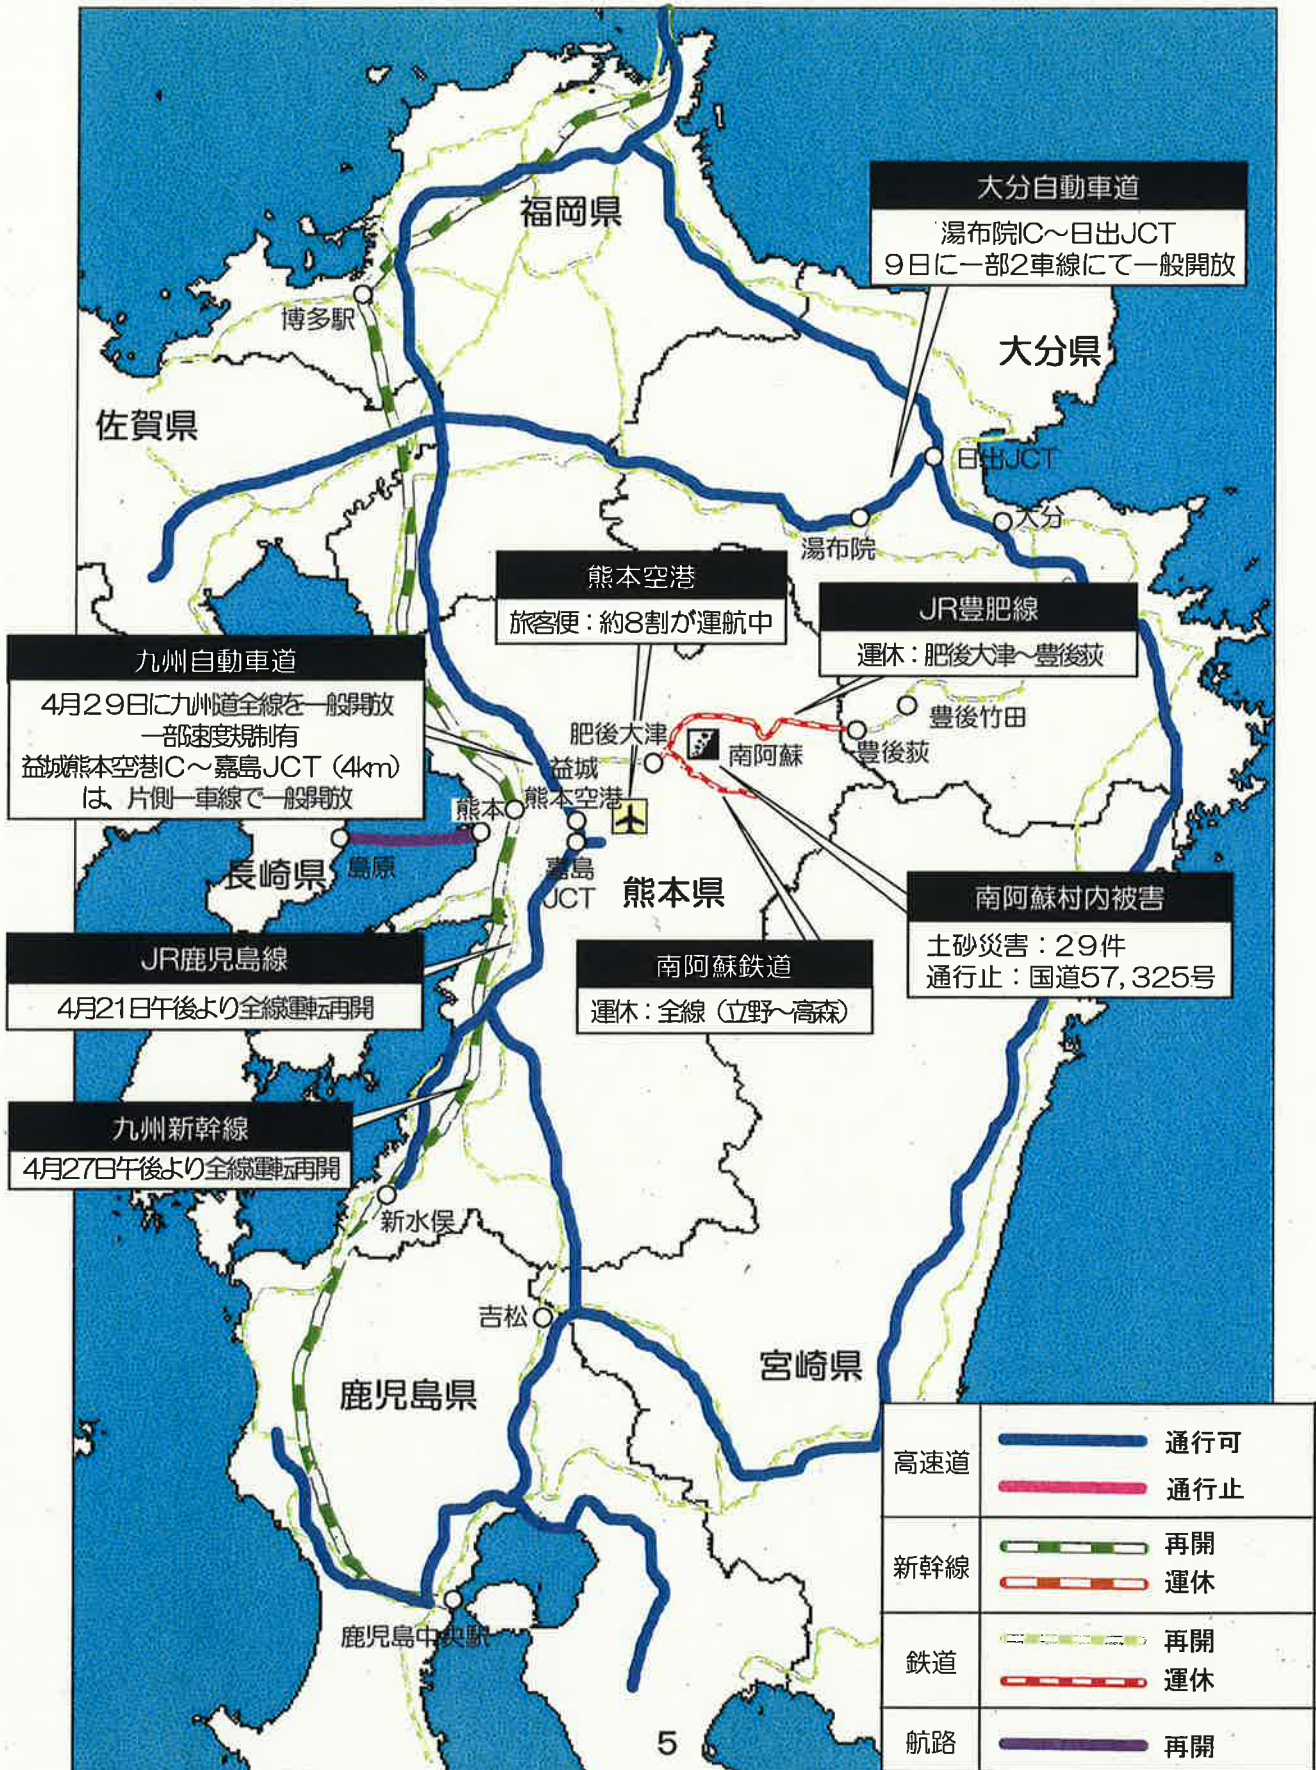 福岡県
大分自動車道
湯布院IC～日出JCT
9日に一部2車線にて一般開放
博多駅
大分県
佐賀県
日出JCT
大分
湯布院
熊本空港
旅客便：約8割が運航中
JR豊肥線
運休：肥後大津～豊後荻
九州自動車道
4月29日に九州道全線を一般開放
一部速度規制有
益城熊本空港IC～嘉島JCT（4km）
は、片側一車線で一般開放
肥後大津
南阿蘇
豊後竹田
豊後荻
益城
熊本空港
熊本
長崎県
島原
嘉島
JCT
熊本県
南阿蘇村内被害
土砂災害：29件
通行止：国道57，325号
JR鹿児島線
4月21日午後より全線運転再開
南阿蘇鉄道
運休：全線（立野～高森）
九州新幹線
4月27日午後より全線運転再開
新水俣
吉松
宮崎県
鹿児島県
鹿児島中央駅
高速道
通行可
通行止
新幹線
再開
運休
鉄道
再開
運休
航路
再開
5